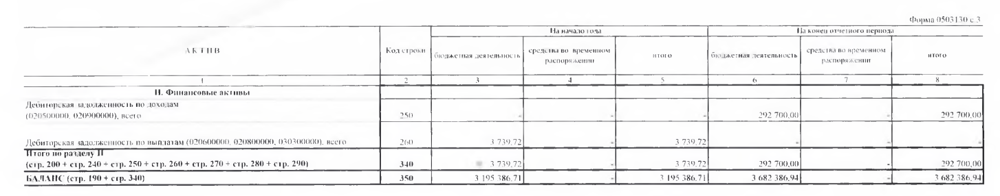 Форма 0503130 с.3
На начало года На конец отчетного периода
АКТИВ Код строки бюджетная деятельность средства во временном распоряжении итого бюджетная деятельность средства во временном распоряжении итого
1 2 3 4 5 6 7 8
II. Финансовые активы
Дебиторская задолженность по доходам
(020500000, 020900000), всего 250 - - - 292 700,00 - 292 700,00
Дебиторская задолженность по выплатам (020600000, 020800000, 030300000), всего 260 3 739,72 - 3 739,72 - - -
Итого по разделу II
(стр. 200 + стр. 240 + стр. 250 + стр. 260 + стр. 270 + стр. 280 + стр. 290) 340 3 739,72 - 3 739,72 292 700,00 - 292 700,00
БАЛАНС (стр. 190 + стр. 340) 350 3 195 386,71 - 3 195 386,71 3 682 386,94 - 3 682 386,94